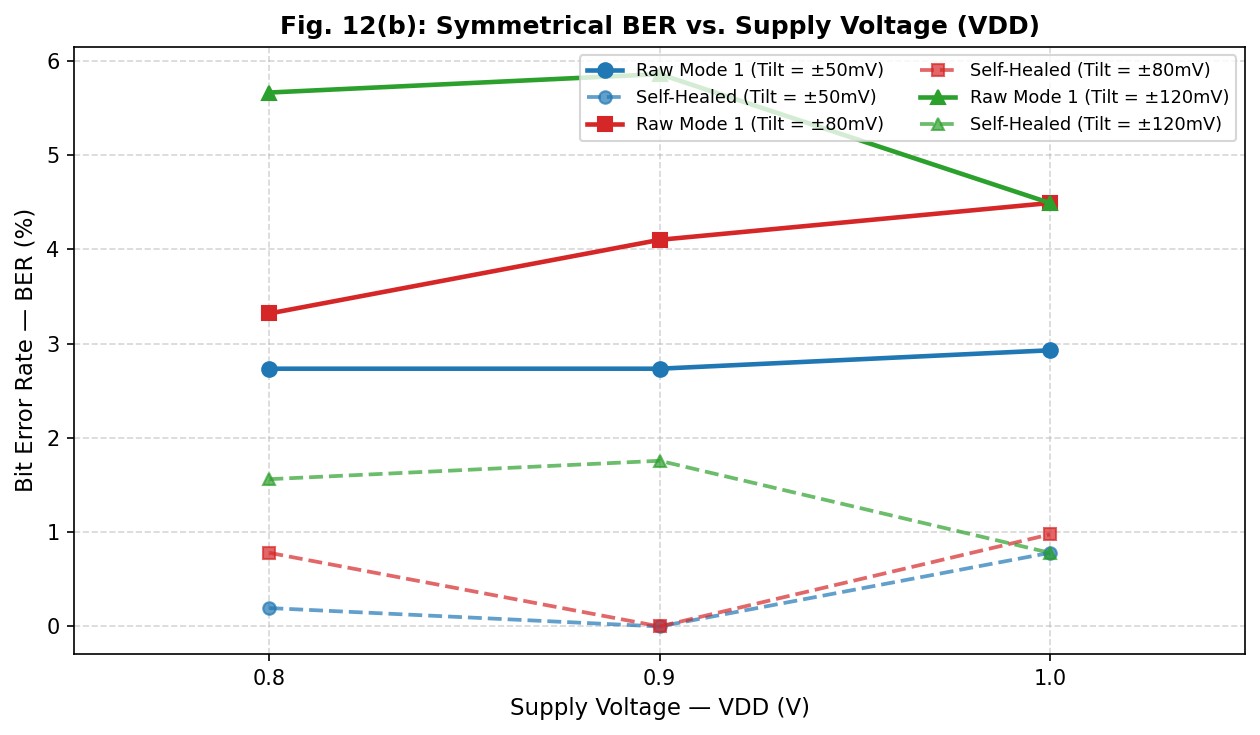 Fig. 12(b): Symmetrical BER vs. Supply Voltage (VDD)
Raw Mode 1 (Tilt = ±50mV)
Self-Healed (Tilt = ±50mV)
Raw Mode 1 (Tilt = ±80mV)
Self-Healed (Tilt = ±80mV)
Raw Mode 1 (Tilt = ±120mV)
Self-Healed (Tilt = ±120mV)
Bit Error Rate — BER (%)
6
5
4
3
2
1
0
0.8 0.9 1.0
Supply Voltage — VDD (V)